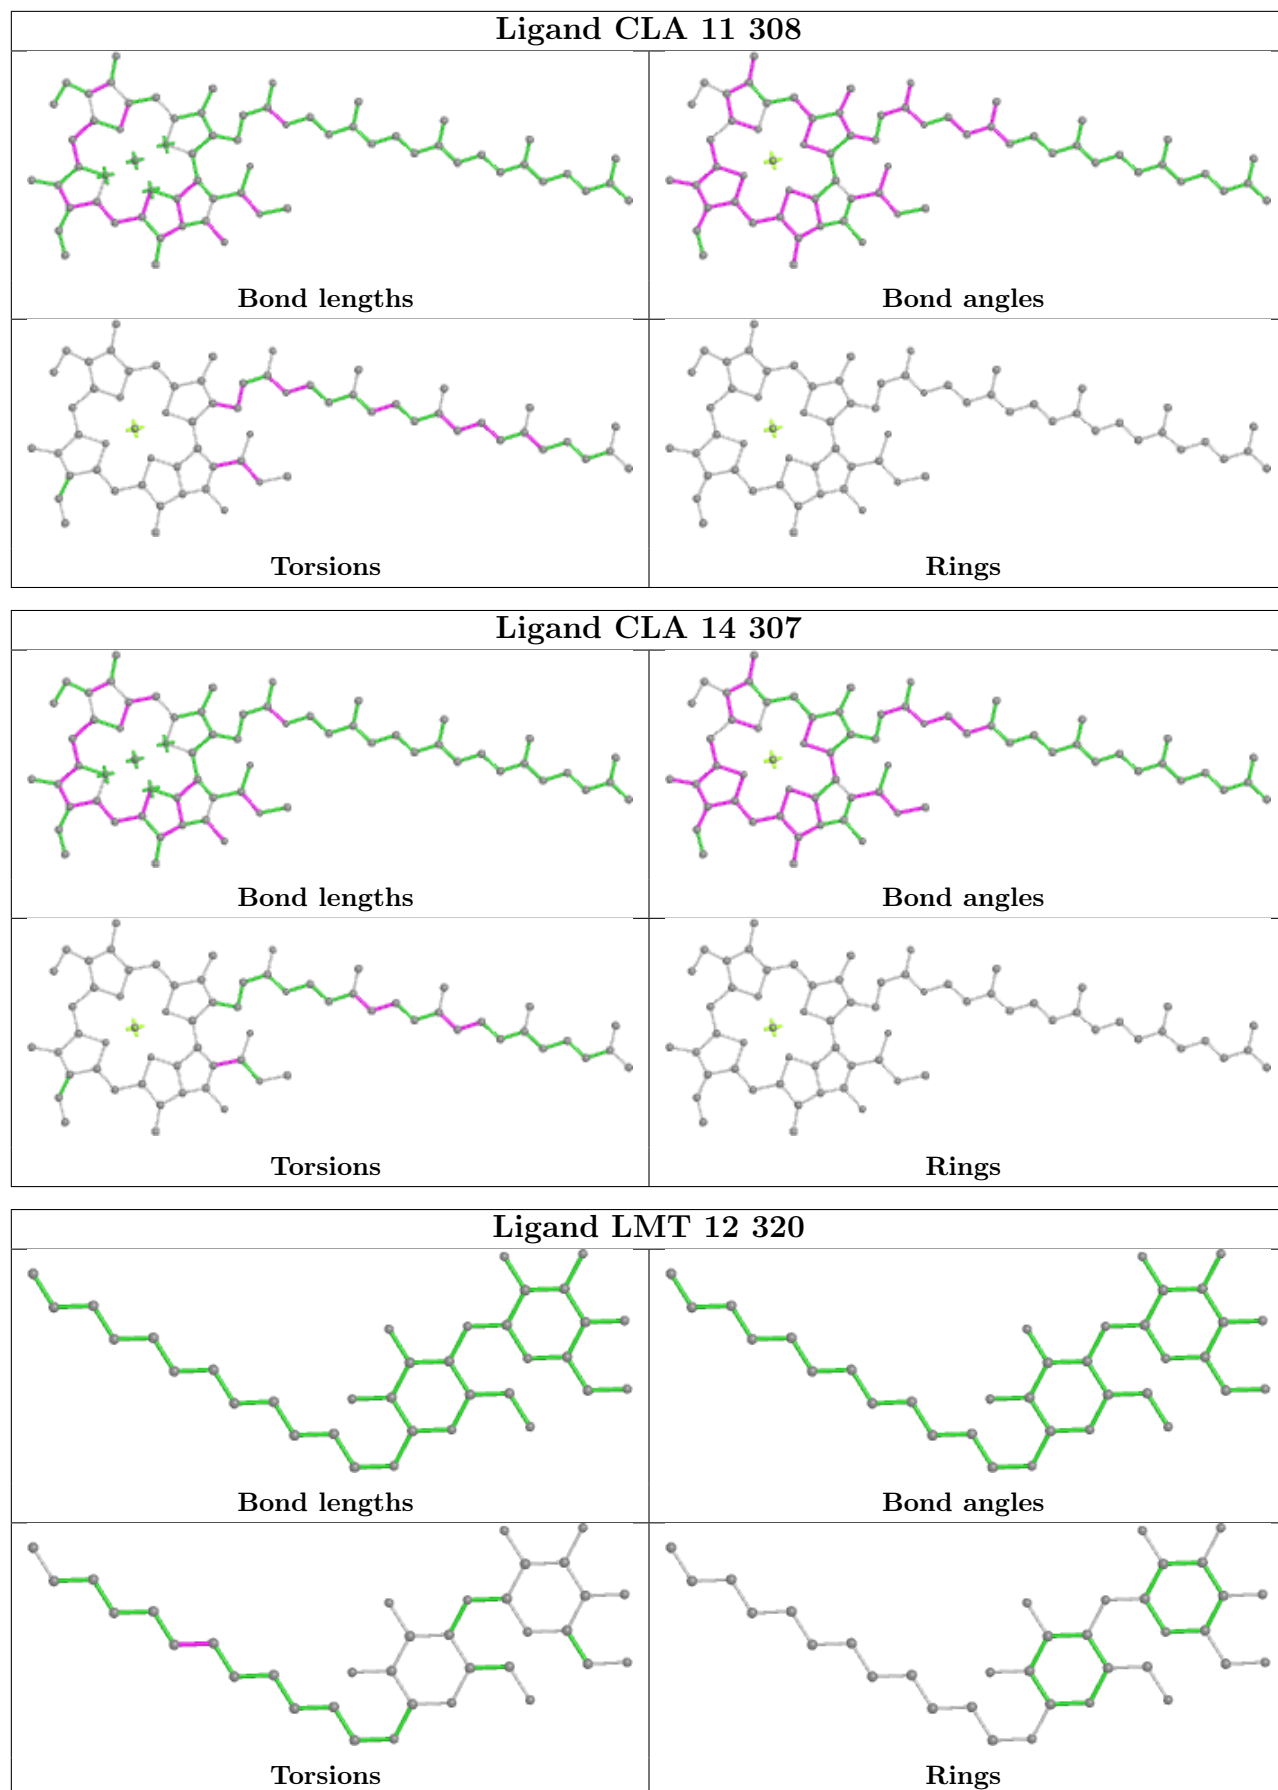 Ligand CLA 11 308
Bond lengths
Bond angles
Torsions
Rings
Ligand CLA 14 307
Bond lengths
Bond angles
Torsions
Rings
Ligand LMT 12 320
Bond lengths
Bond angles
Torsions
Rings